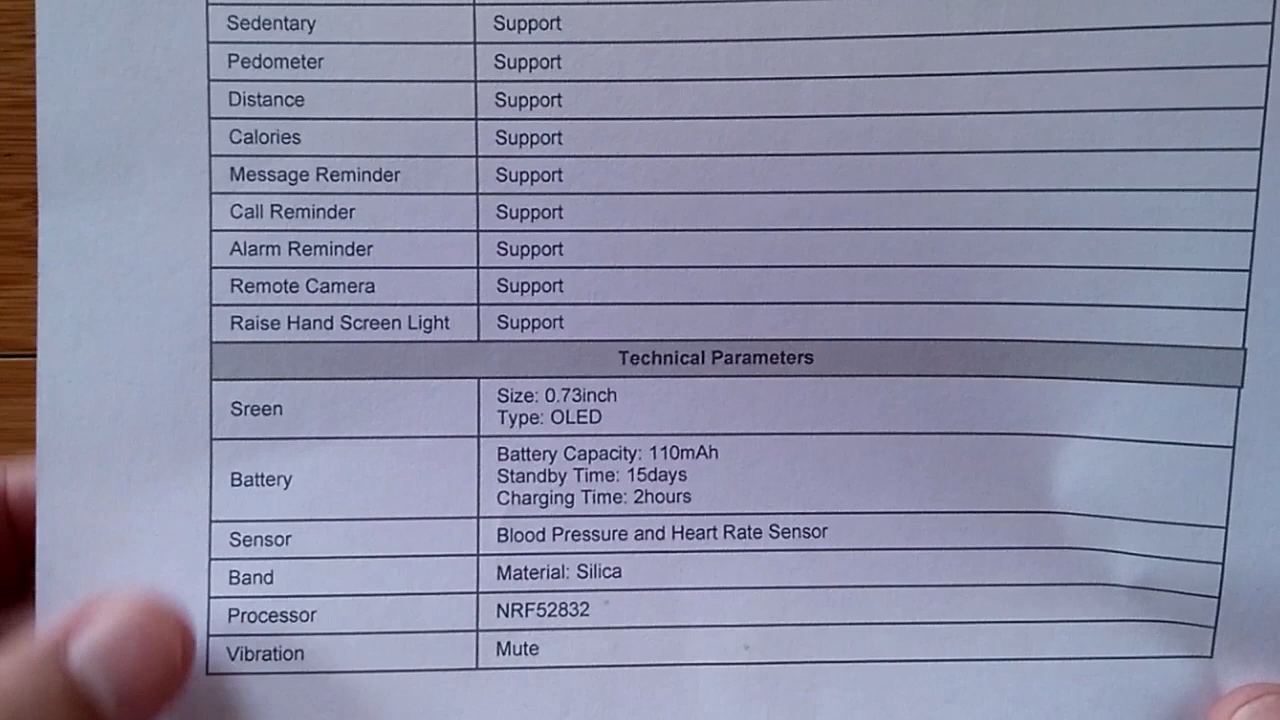 Sedentary Support
Pedometer Support
Distance Support
Calories Support
Message Reminder Support
Call Reminder Support
Alarm Reminder Support
Remote Camera Support
Raise Hand Screen Light Support
Technical Parameters
Sreen
Size: 0.73inch
Type: OLED
Battery
Battery Capacity: 110mAh
Standby Time: 15days
Charging Time: 2hours
Sensor Blood Pressure and Heart Rate Sensor
Band Material: Silica
Processor NRF52832
Vibration Mute